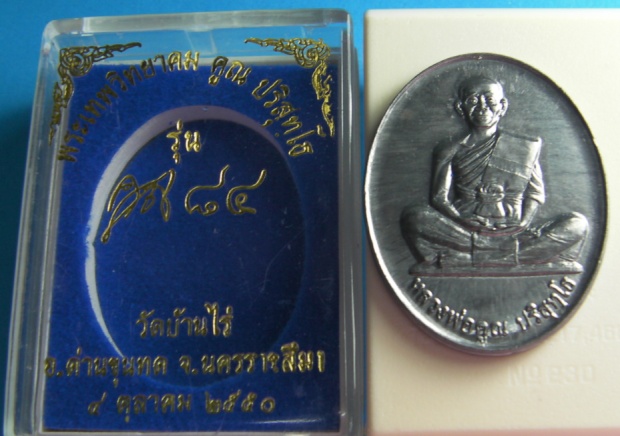 พระเทพวิทยาคม คูณ ปริสุทฺโธ
รุ่น
๘๔
วัดบ้านไร่
อ.ด่านขุนทด จ.นครราชสีมา
๙ ตุลาคม ๒๕๕๐
หลวงพ่อคูณ ปริสุทฺโธ